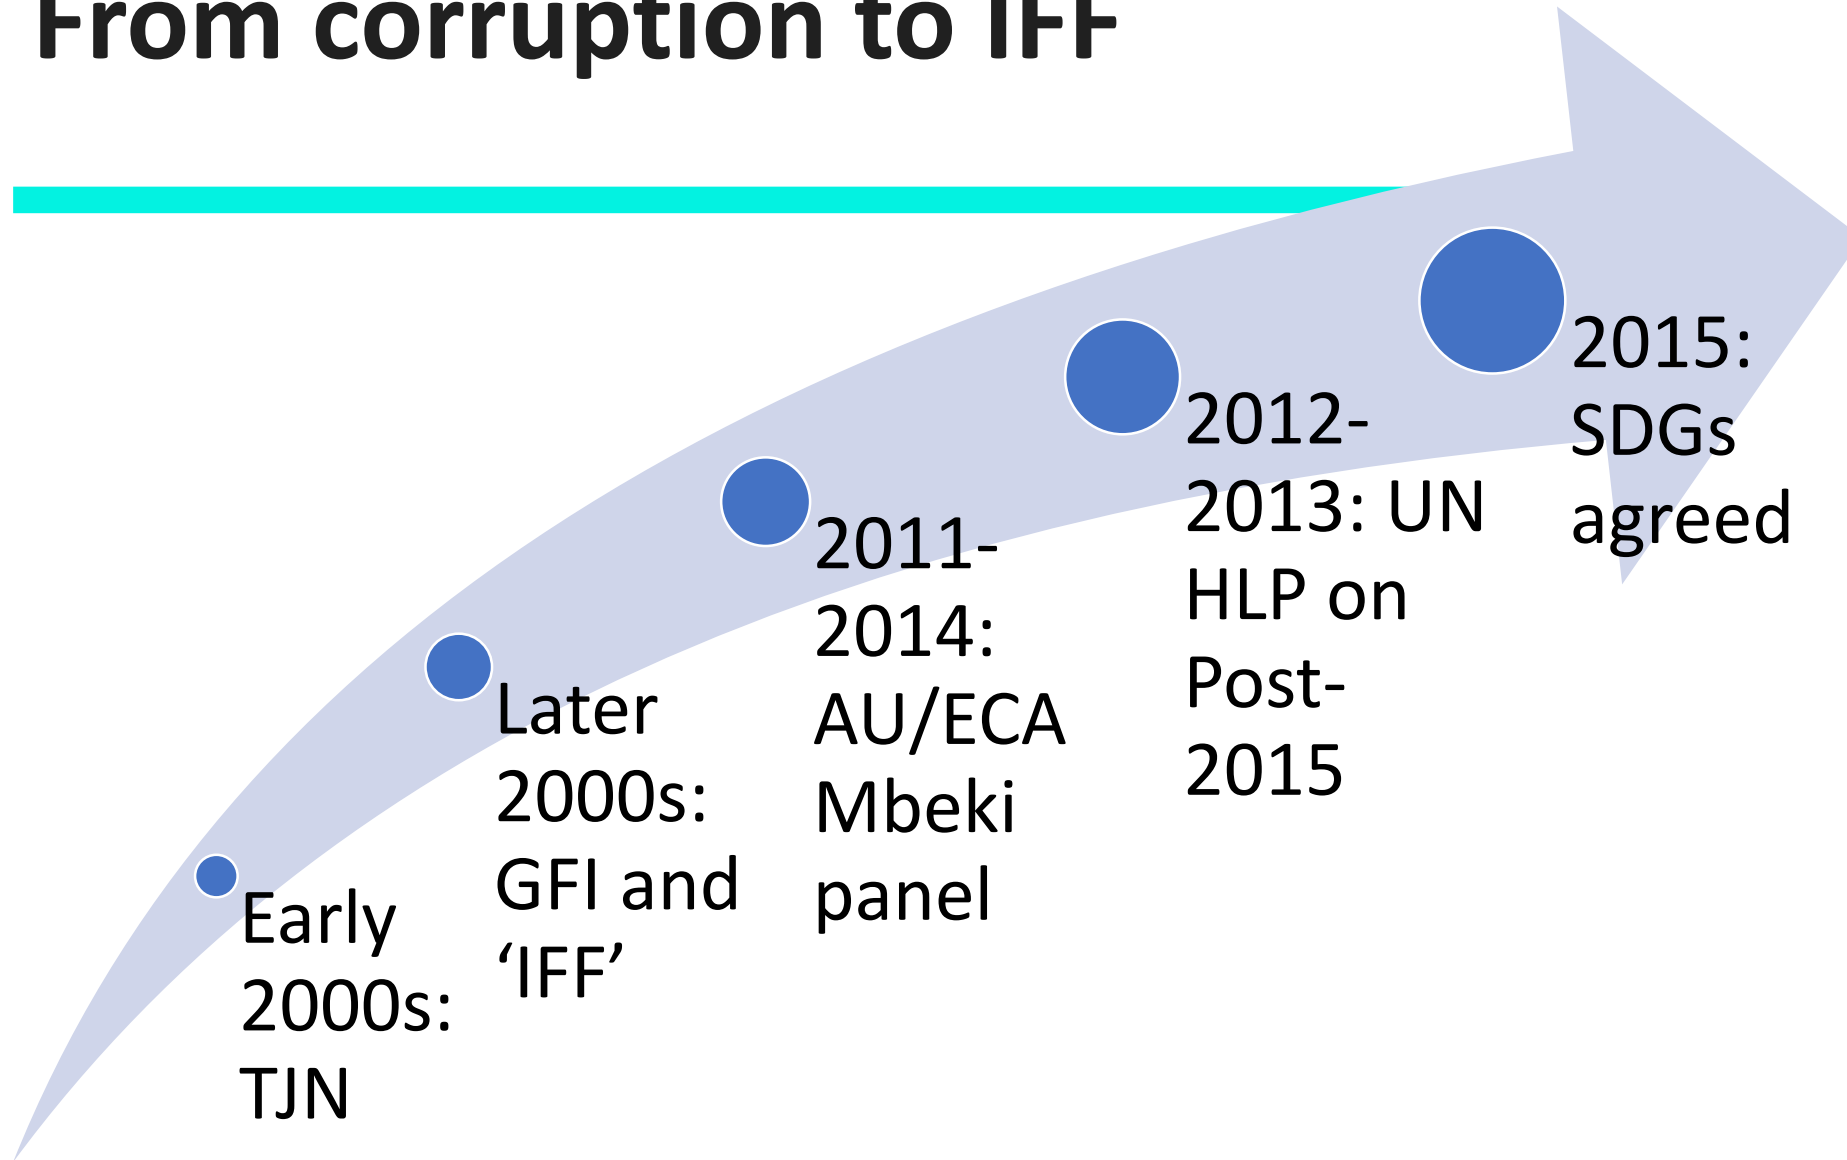 From corruption to IFF
Early
2000s:
TJN
Later
2000s:
GFI and
‘IFF’
2011-
2014:
AU/ECA
Mbeki
panel
2012-
2013: UN
HLP on
Post-
2015
2015:
SDGs
agreed